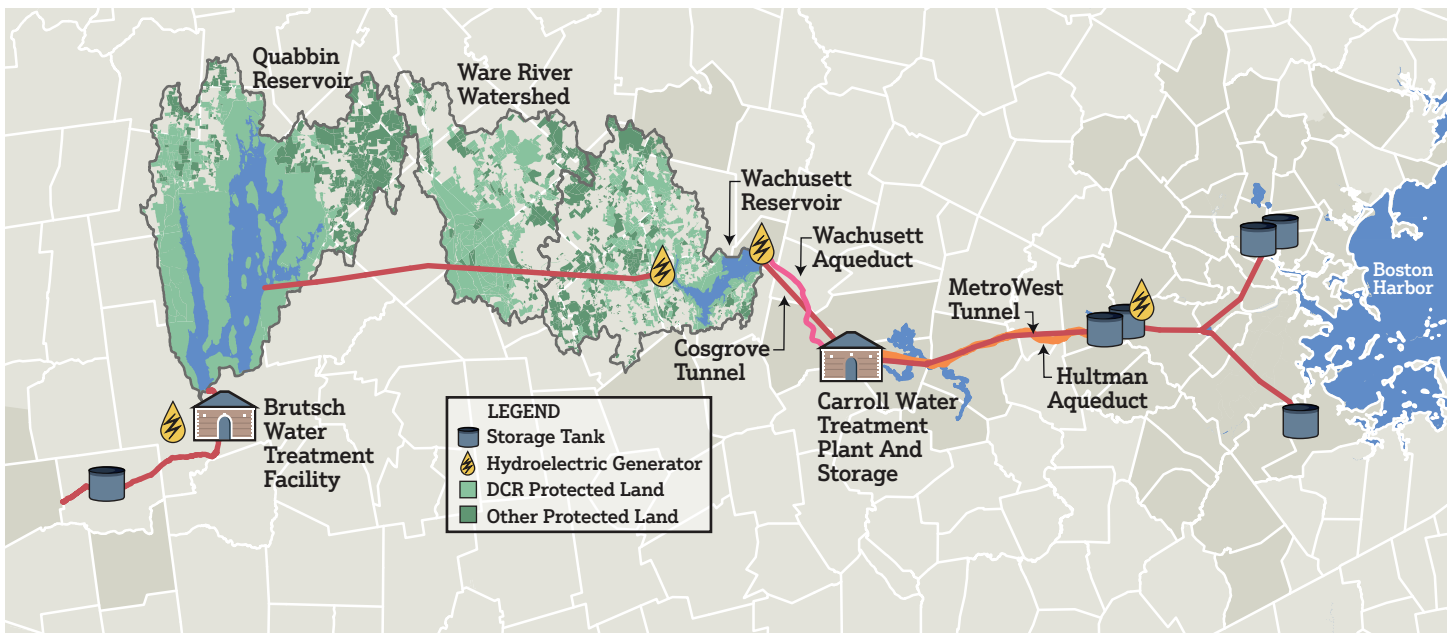 Quabbin
Reservoir
Ware River
Watershed
Wachusett
Reservoir
Wachusett
Aqueduct
MetroWest
Tunnel
Boston
Harbor
Cosgrove
Tunnel
Hultman
Aqueduct
Brutsch
Water
Treatment
Facility
Carroll Water
Treatment
Plant And
Storage
LEGEND
Storage Tank
Hydroelectric Generator
DCR Protected Land
Other Protected Land